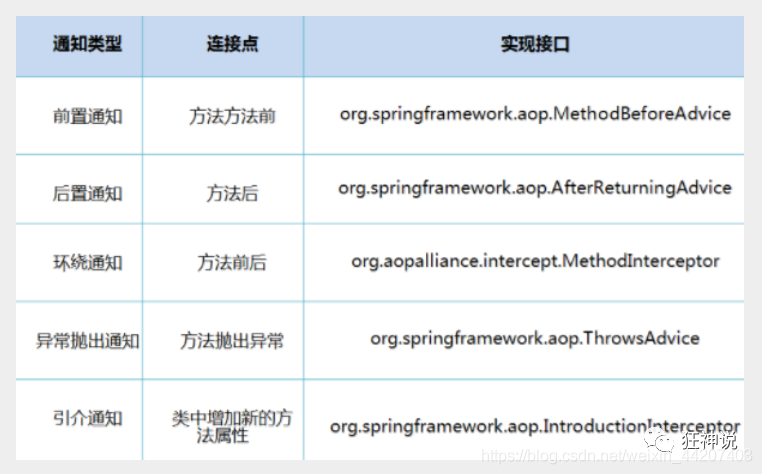 通知类型 连接点 实现接口
前置通知 方法方法前 org.springframework.aop.MethodBeforeAdvice
后置通知 方法后 org.springframework.aop.AfterReturningAdvice
环绕通知 方法前后 org.aopalliance.intercept.MethodInterceptor
异常抛出通知 方法抛出异常 org.springframework.aop.ThrowsAdvice
引介通知 类中增加新的方
法属性 org.springframework.aop.IntroductionInterceptor
狂神说
https://blog.csdn.net/weixin_44207403